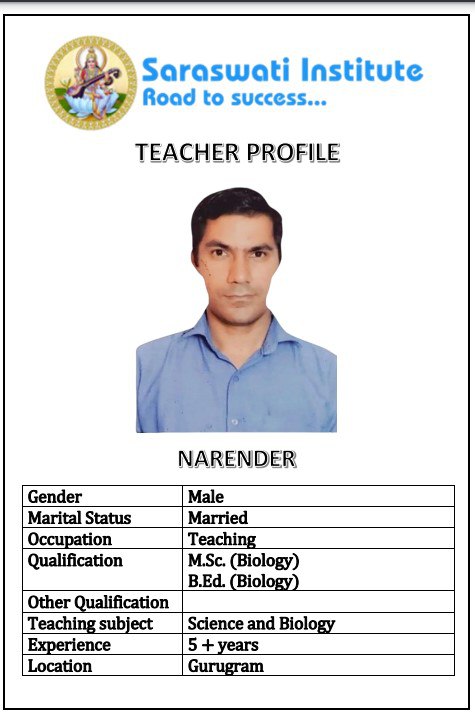 Saraswati Institute
Road to success...
TEACHER PROFILE
NARENDER
Gender Male
Marital Status Married
Occupation Teaching
Qualification M.Sc. (Biology)
B.Ed. (Biology)
Other Qualification
Teaching subject Science and Biology
Experience 5 + years
Location Gurugram